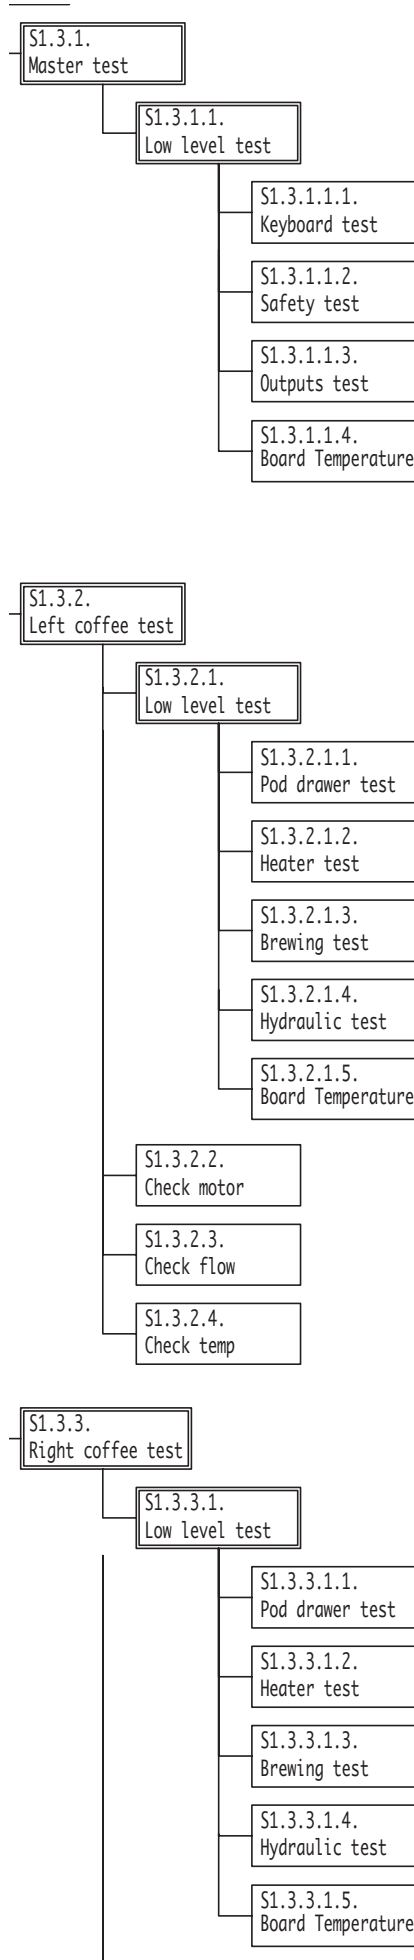 S1.3.1.
Master test
S1.3.1.1.
Low level test
S1.3.1.1.1.
Keyboard test
S1.3.1.1.2.
Safety test
S1.3.1.1.3.
Outputs test
S1.3.1.1.4.
Board Temperature
S1.3.2.
Left coffee test
S1.3.2.1.
Low level test
S1.3.2.1.1.
Pod drawer test
S1.3.2.1.2.
Heater test
S1.3.2.1.3.
Brewing test
S1.3.2.1.4.
Hydraulic test
S1.3.2.1.5.
Board Temperature
S1.3.2.2.
Check motor
S1.3.2.3.
Check flow
S1.3.2.4.
Check temp
S1.3.3.
Right coffee test
S1.3.3.1.
Low level test
S1.3.3.1.1.
Pod drawer test
S1.3.3.1.2.
Heater test
S1.3.3.1.3.
Brewing test
S1.3.3.1.4.
Hydraulic test
S1.3.3.1.5.
Board Temperature